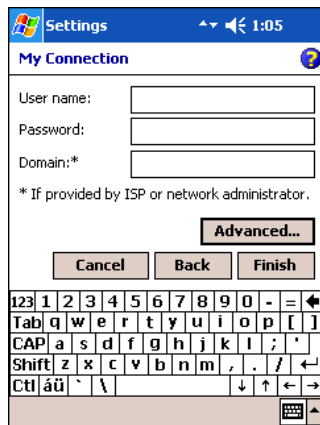 Settings 1:05
My Connection ?
User name:
Password:
Domain:*
* If provided by ISP or network administrator.
Advanced...
Cancel Back Finish
123 1 2 3 4 5 6 7 8 9 0 - =
Tab q w e r t y u i o p [ ]
CAP a s d f g h j k l ; '
Shift z x c v b n m , . /
Ctl áü ` \